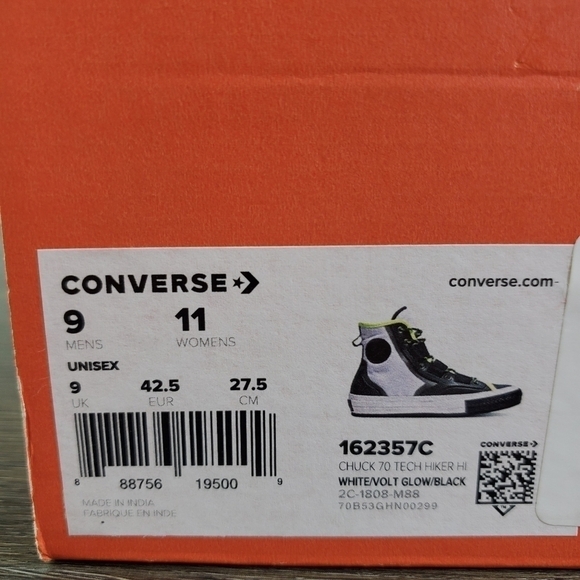 CONVERSE
converse.com-
9 11
MENS WOMENS
UNISEX
9 42.5 27.5
UK EUR CM
8 88756 19500 9
MADE IN INDIA
FABRIQUE EN INDE
162357C
CHUCK 70 TECH HIKER HI
WHITE/VOLT GLOW/BLACK
2C-1808-M88
70B53GHN00299
CONVERSE